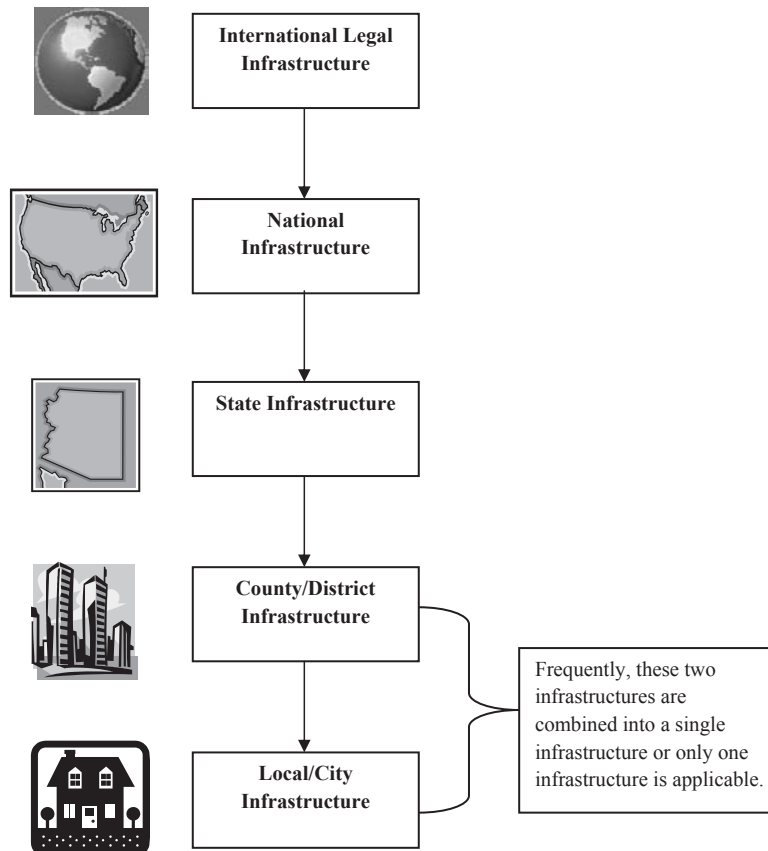 International Legal
Infrastructure
National
Infrastructure
State Infrastructure
County/District
Infrastructure
Frequently, these two
infrastructures are
combined into a single
infrastructure or only one
infrastructure is applicable.
Local/City
Infrastructure